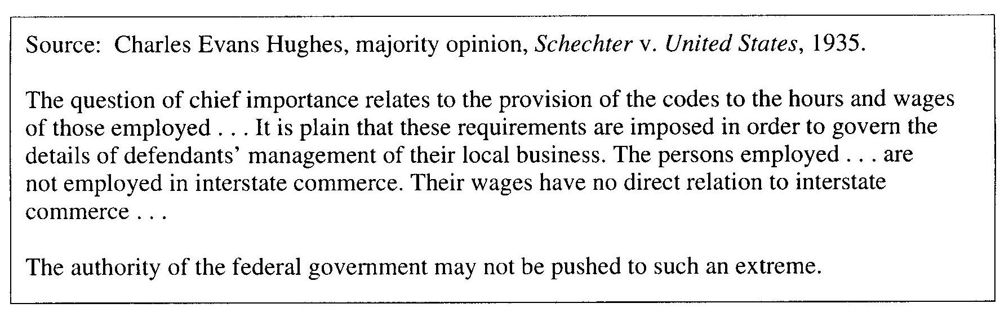 Source: Charles Evans Hughes, majority opinion, Schechter v. United States, 1935.
The question of chief importance relates to the provision of the codes to the hours and wages
of those employed . . . It is plain that these requirements are imposed in order to govern the
details of defendants’ management of their local business. The persons employed . . . are
not employed in interstate commerce. Their wages have no direct relation to interstate
commerce . . .
The authority of the federal government may not be pushed to such an extreme.